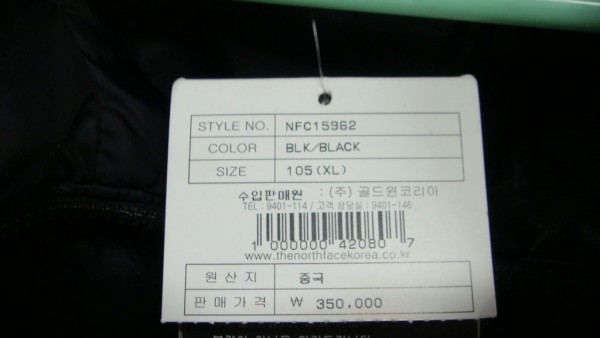 STYLE NO. NFC15962
COLOR BLK/BLACK
SIZE 105(XL)
수입판매원 : (주) 골드윈코리아
TEL : 9401-114 / 고객 상담실 : 9401-146
1 000000 42080 7
www.thenorthfacekorea.co.kr
원산지 중국
판매가격 ₩ 350,000